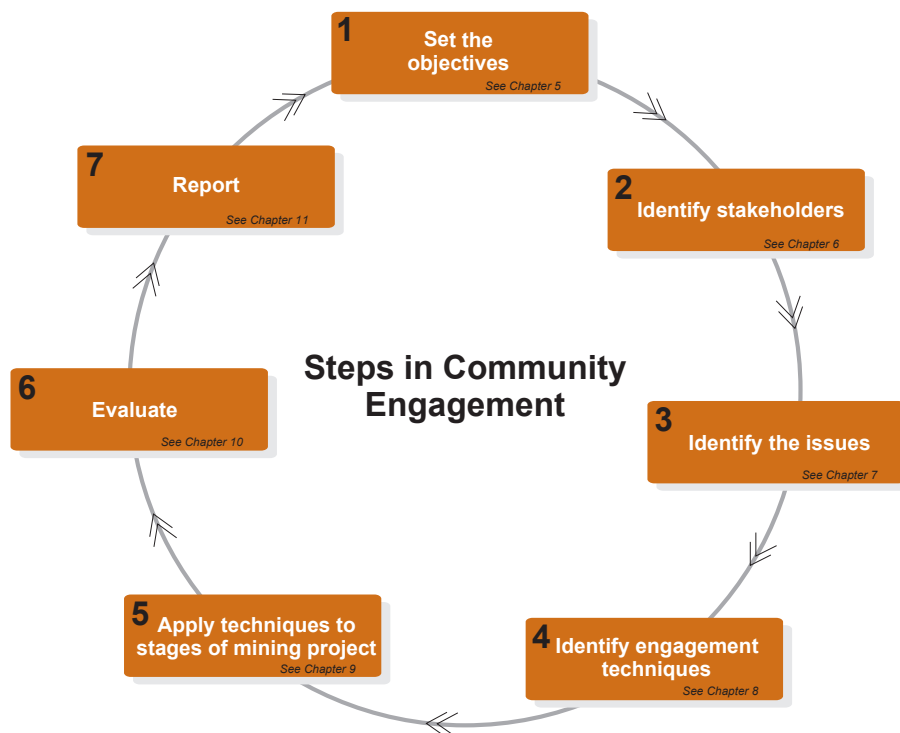 1
Set the
objectives
See Chapter 5
2
Identify stakeholders
See Chapter 6
3
Identify the issues
See Chapter 7
4
Identify engagement
techniques
See Chapter 8
5
Apply techniques to
stages of mining project
See Chapter 9
6
Evaluate
See Chapter 10
7
Report
See Chapter 11
Steps in Community
Engagement